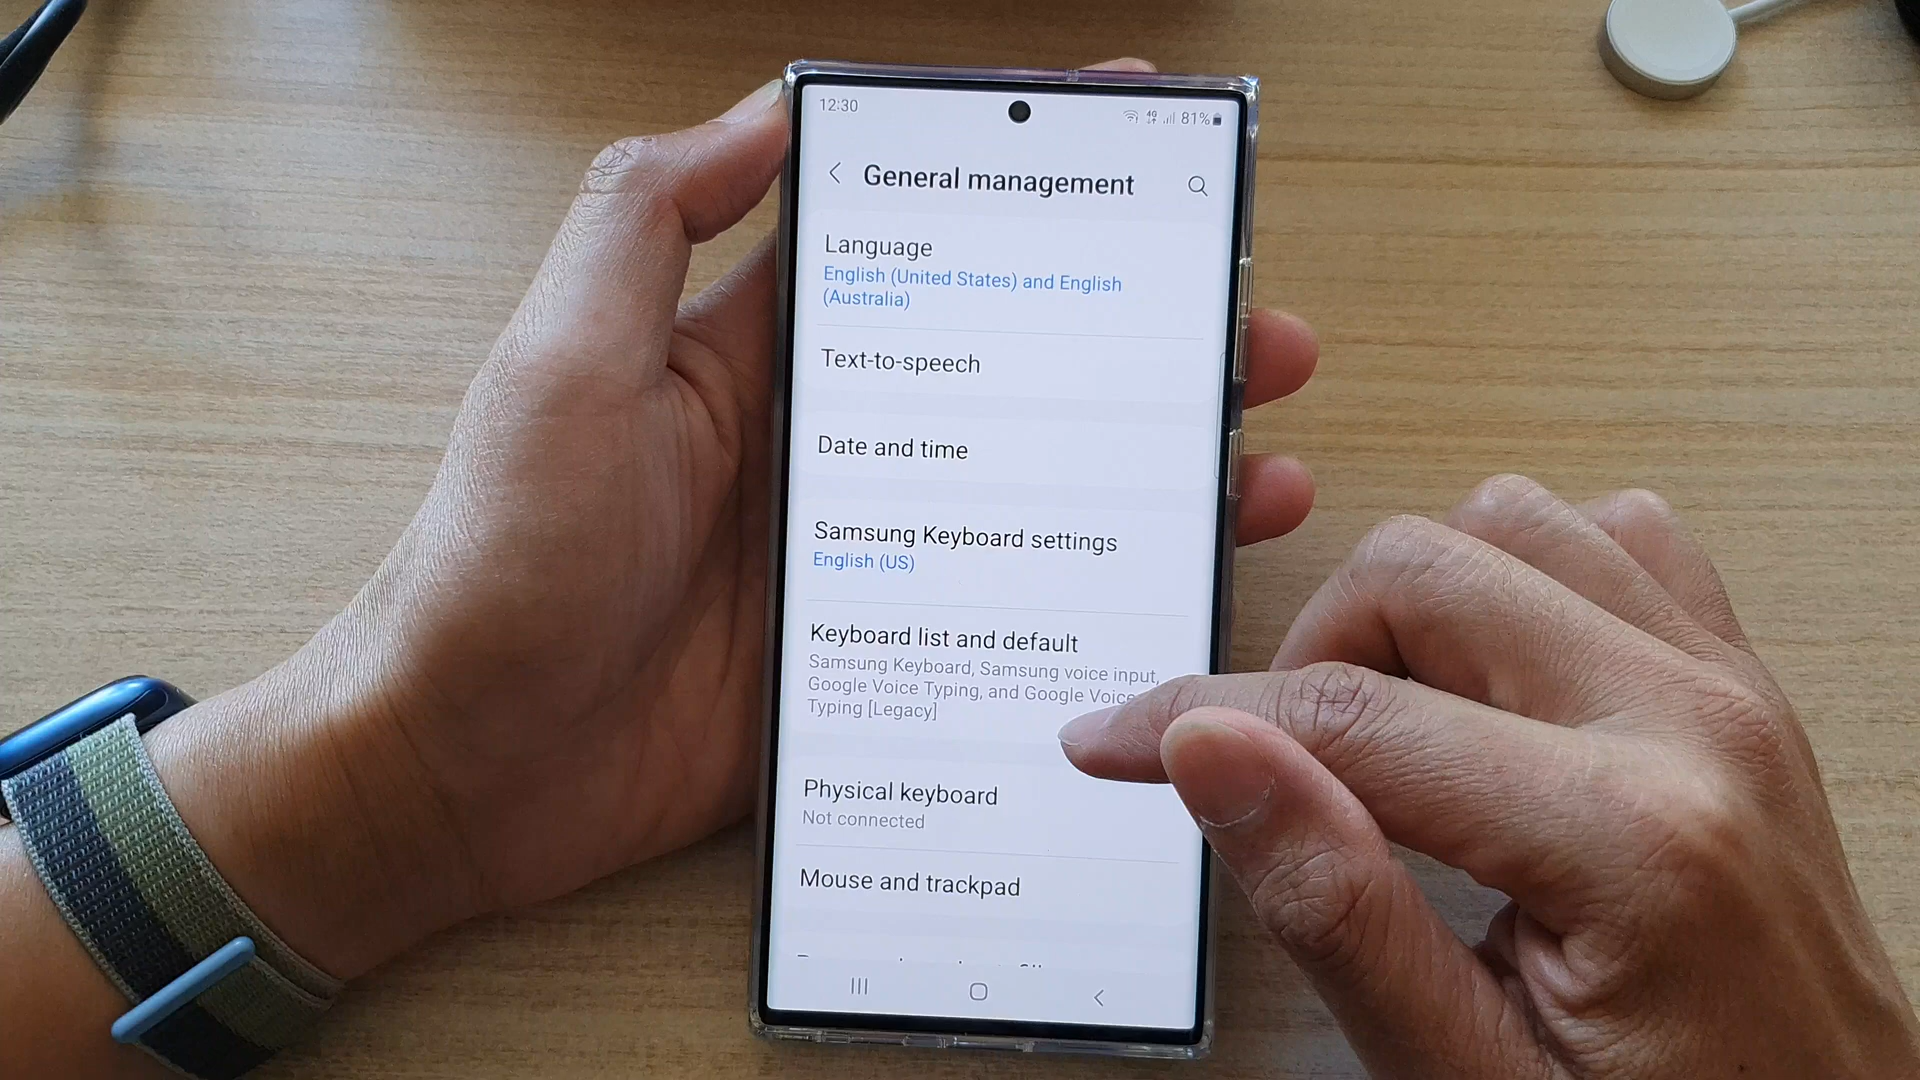 12:30
4G
81%
General management
Language
English (United States) and English
(Australia)
Text-to-speech
Date and time
Samsung Keyboard settings
English (US)
Keyboard list and default
Samsung Keyboard, Samsung voice input,
Google Voice Typing, and Google Voice
Typing [Legacy]
Physical keyboard
Not connected
Mouse and trackpad